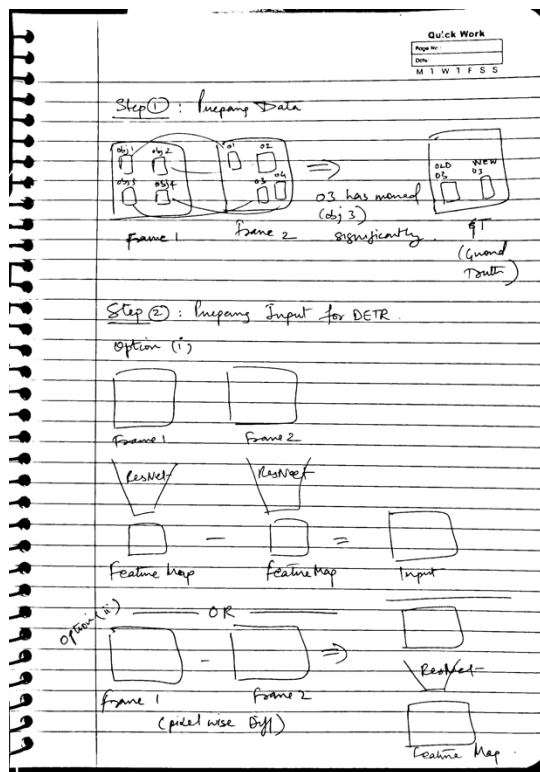 Quick Work
Page No:
Date:
M T W T F S S
Step ① : Preparing Data
obj 1 obj 2 o1 o2
obj 3 obj 4 o3 o4
⇒
OLD NEW
O3 O3
O3 has moved
(obj 3)
significantly.
Frame 1 Frame 2 GT
(Ground
Truth)
Step ② : Preparing Input for DETR.
Option (i)
Frame 1 Frame 2
ResNet ResNet
- =
Feature Map Feature Map Input
Option (ii) OR
- ⇒
ResNet
Frame 1 Frame 2
(pixel wise Diff)
Feature Map.